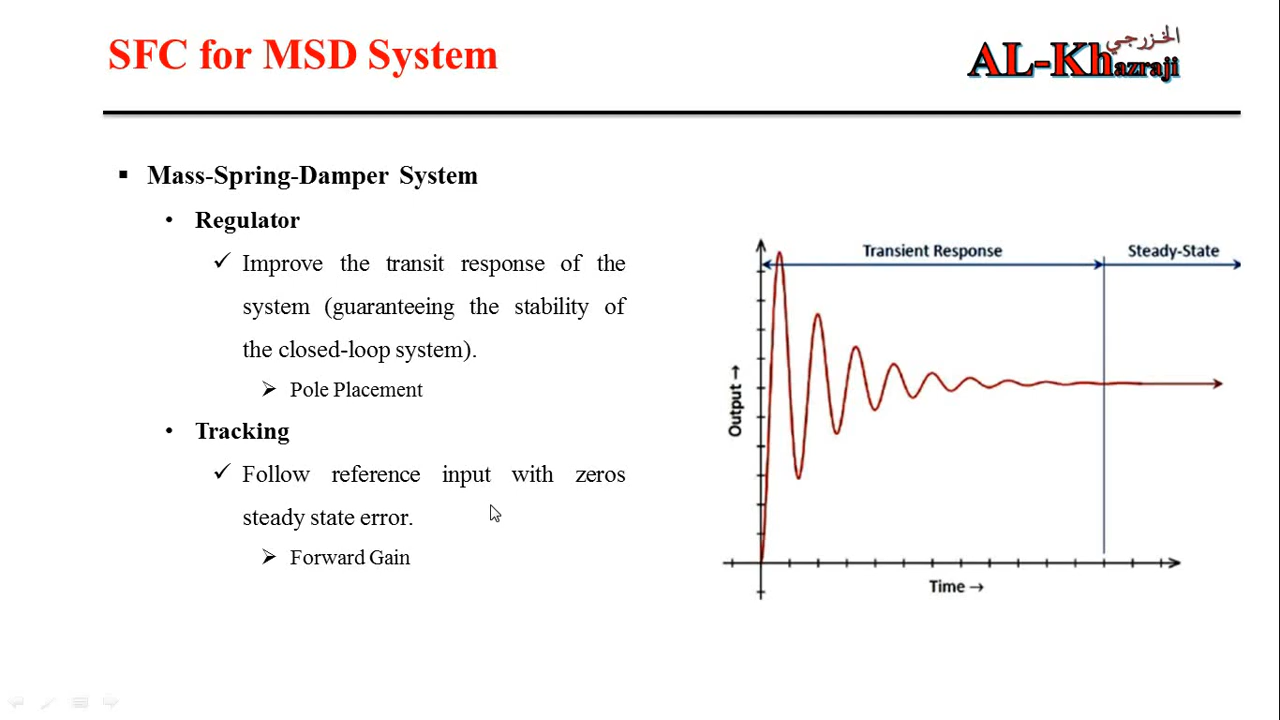 SFC for MSD System
الخزرجي
AL-Khazraji
▪ Mass-Spring-Damper System
• Regulator
✓ Improve the transit response of the
system (guaranteeing the stability of
the closed-loop system).
➢ Pole Placement
• Tracking
✓ Follow reference input with zeros
steady state error.
➢ Forward Gain
Transient Response
Steady-State
Output →
Time →